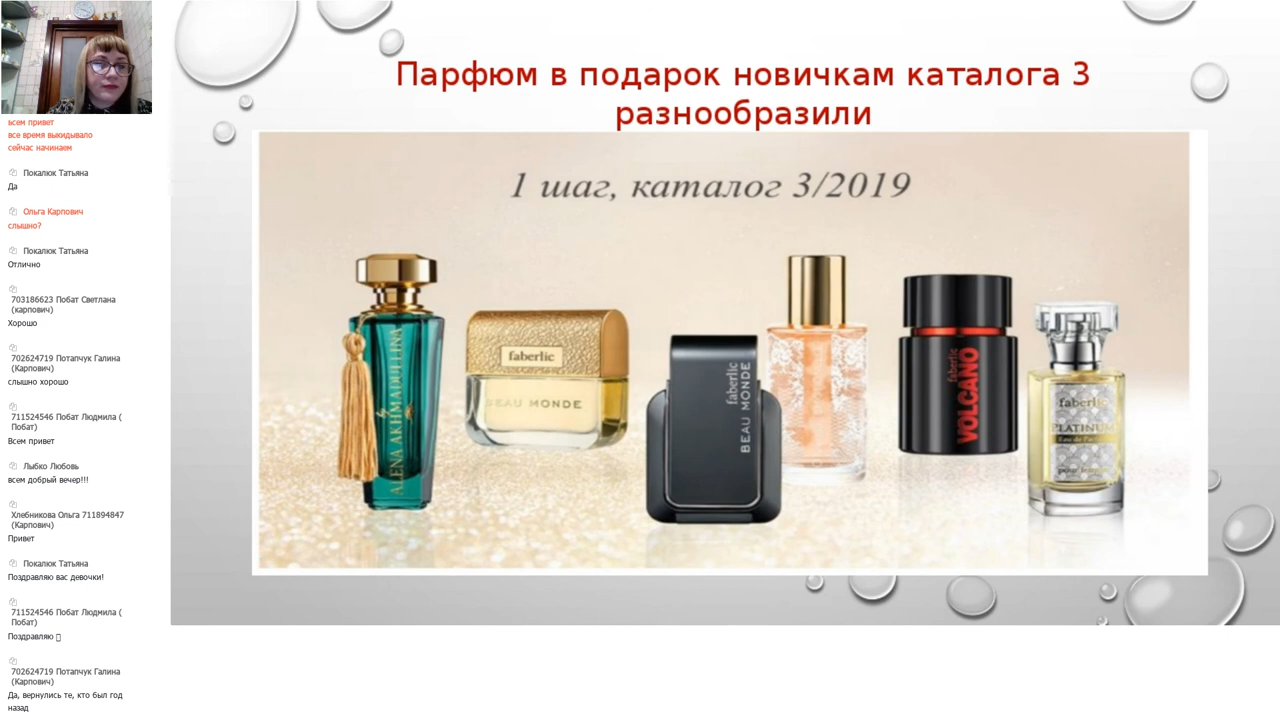 ьсем привет
все время выкидывало
сейчас начинаем
Покалюк Татьяна
Да
Ольга Карпович
слышно?
Покалюк Татьяна
Отлично
703186623 Побат Светлана
(карпович)
Хорошо
702624719 Потапчук Галина
(Карпович)
слышно хорошо
711524546 Побат Людмила (
Побат)
Всем привет
Лыбко Любовь
всем добрый вечер!!!
Хлебникова Ольга 711894847
(Карпович)
Привет
Покалюк Татьяна
Поздравляю вас девочки!
711524546 Побат Людмила (
Побат)
Поздравляю
702624719 Потапчук Галина
(Карпович)
Да, вернулись те, кто был год
назад
Парфюм в подарок новичкам каталога 3
разнообразили
1 шаг, каталог 3/2019
by
ALENA AKHMADULLINA
faberlic
BEAU MONDE
faberlic
BEAU MONDE
faberlic
VOLCANO
faberlic
PLATINUM
Eau de Parfum